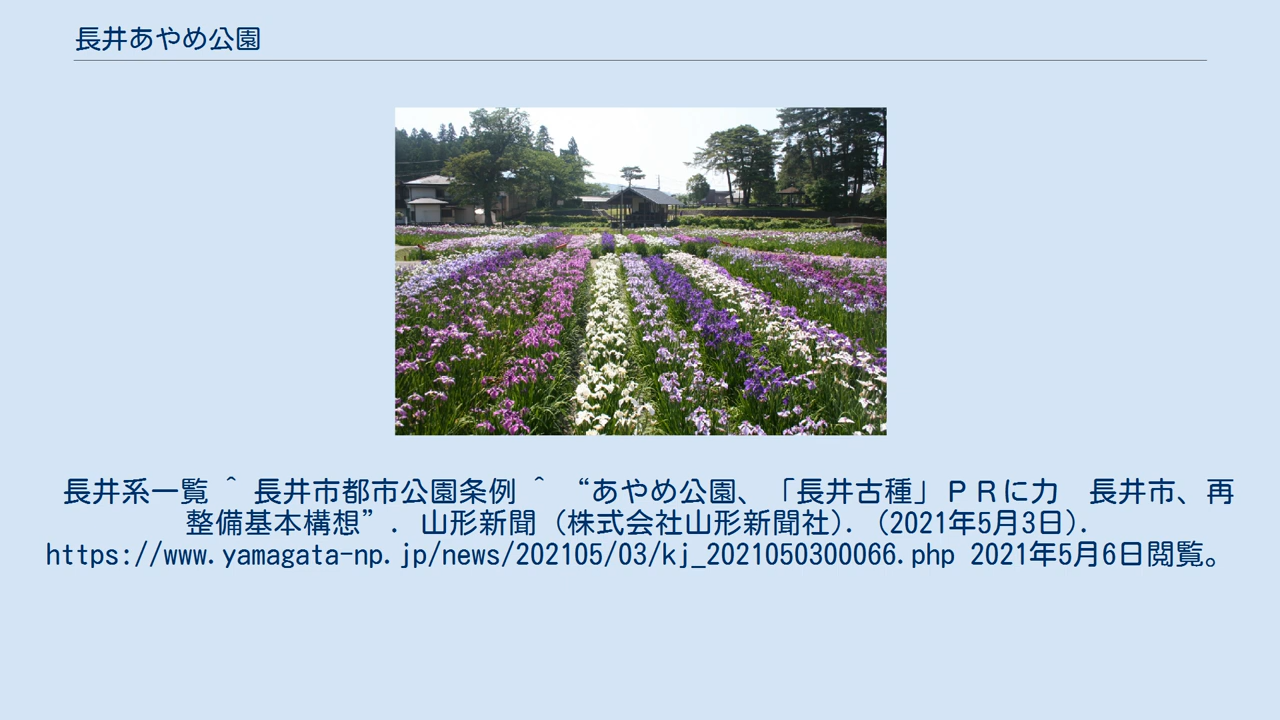 長井あやめ公園
長井系一覧 ^ 長井市都市公園条例 ^ “あやめ公園、「長井古種」ＰＲに力　長井市、再
整備基本構想”. 山形新聞 (株式会社山形新聞社). (2021年5月3日).
https://www.yamagata-np.jp/news/202105/03/kj_2021050300066.php 2021年5月6日閲覧。